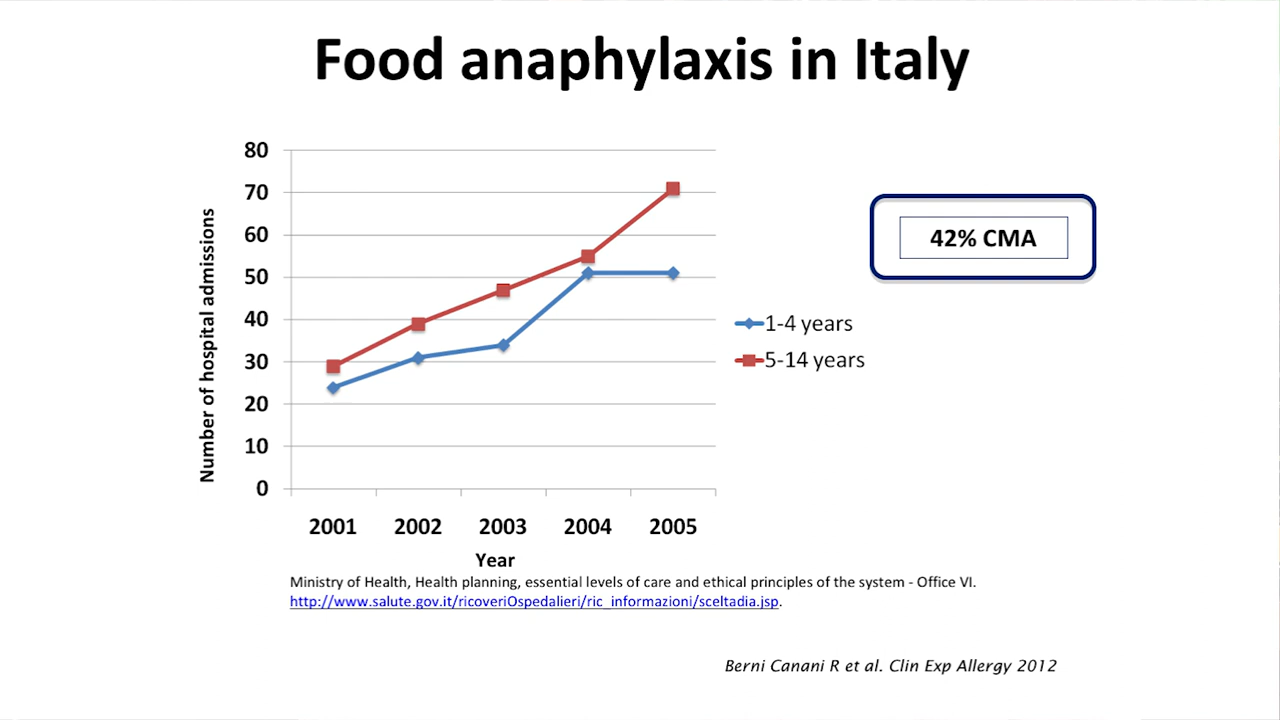 Food anaphylaxis in Italy
80
70
60
50
40
30
20
10
0
Number of hospital admissions
2001 2002 2003 2004 2005
Year
1-4 years
5-14 years
42% CMA
Ministry of Health, Health planning, essential levels of care and ethical principles of the system - Office VI.
http://www.salute.gov.it/ricoveriOspedalieri/ric_informazioni/sceltadia.jsp.
Berni Canani R et al. Clin Exp Allergy 2012